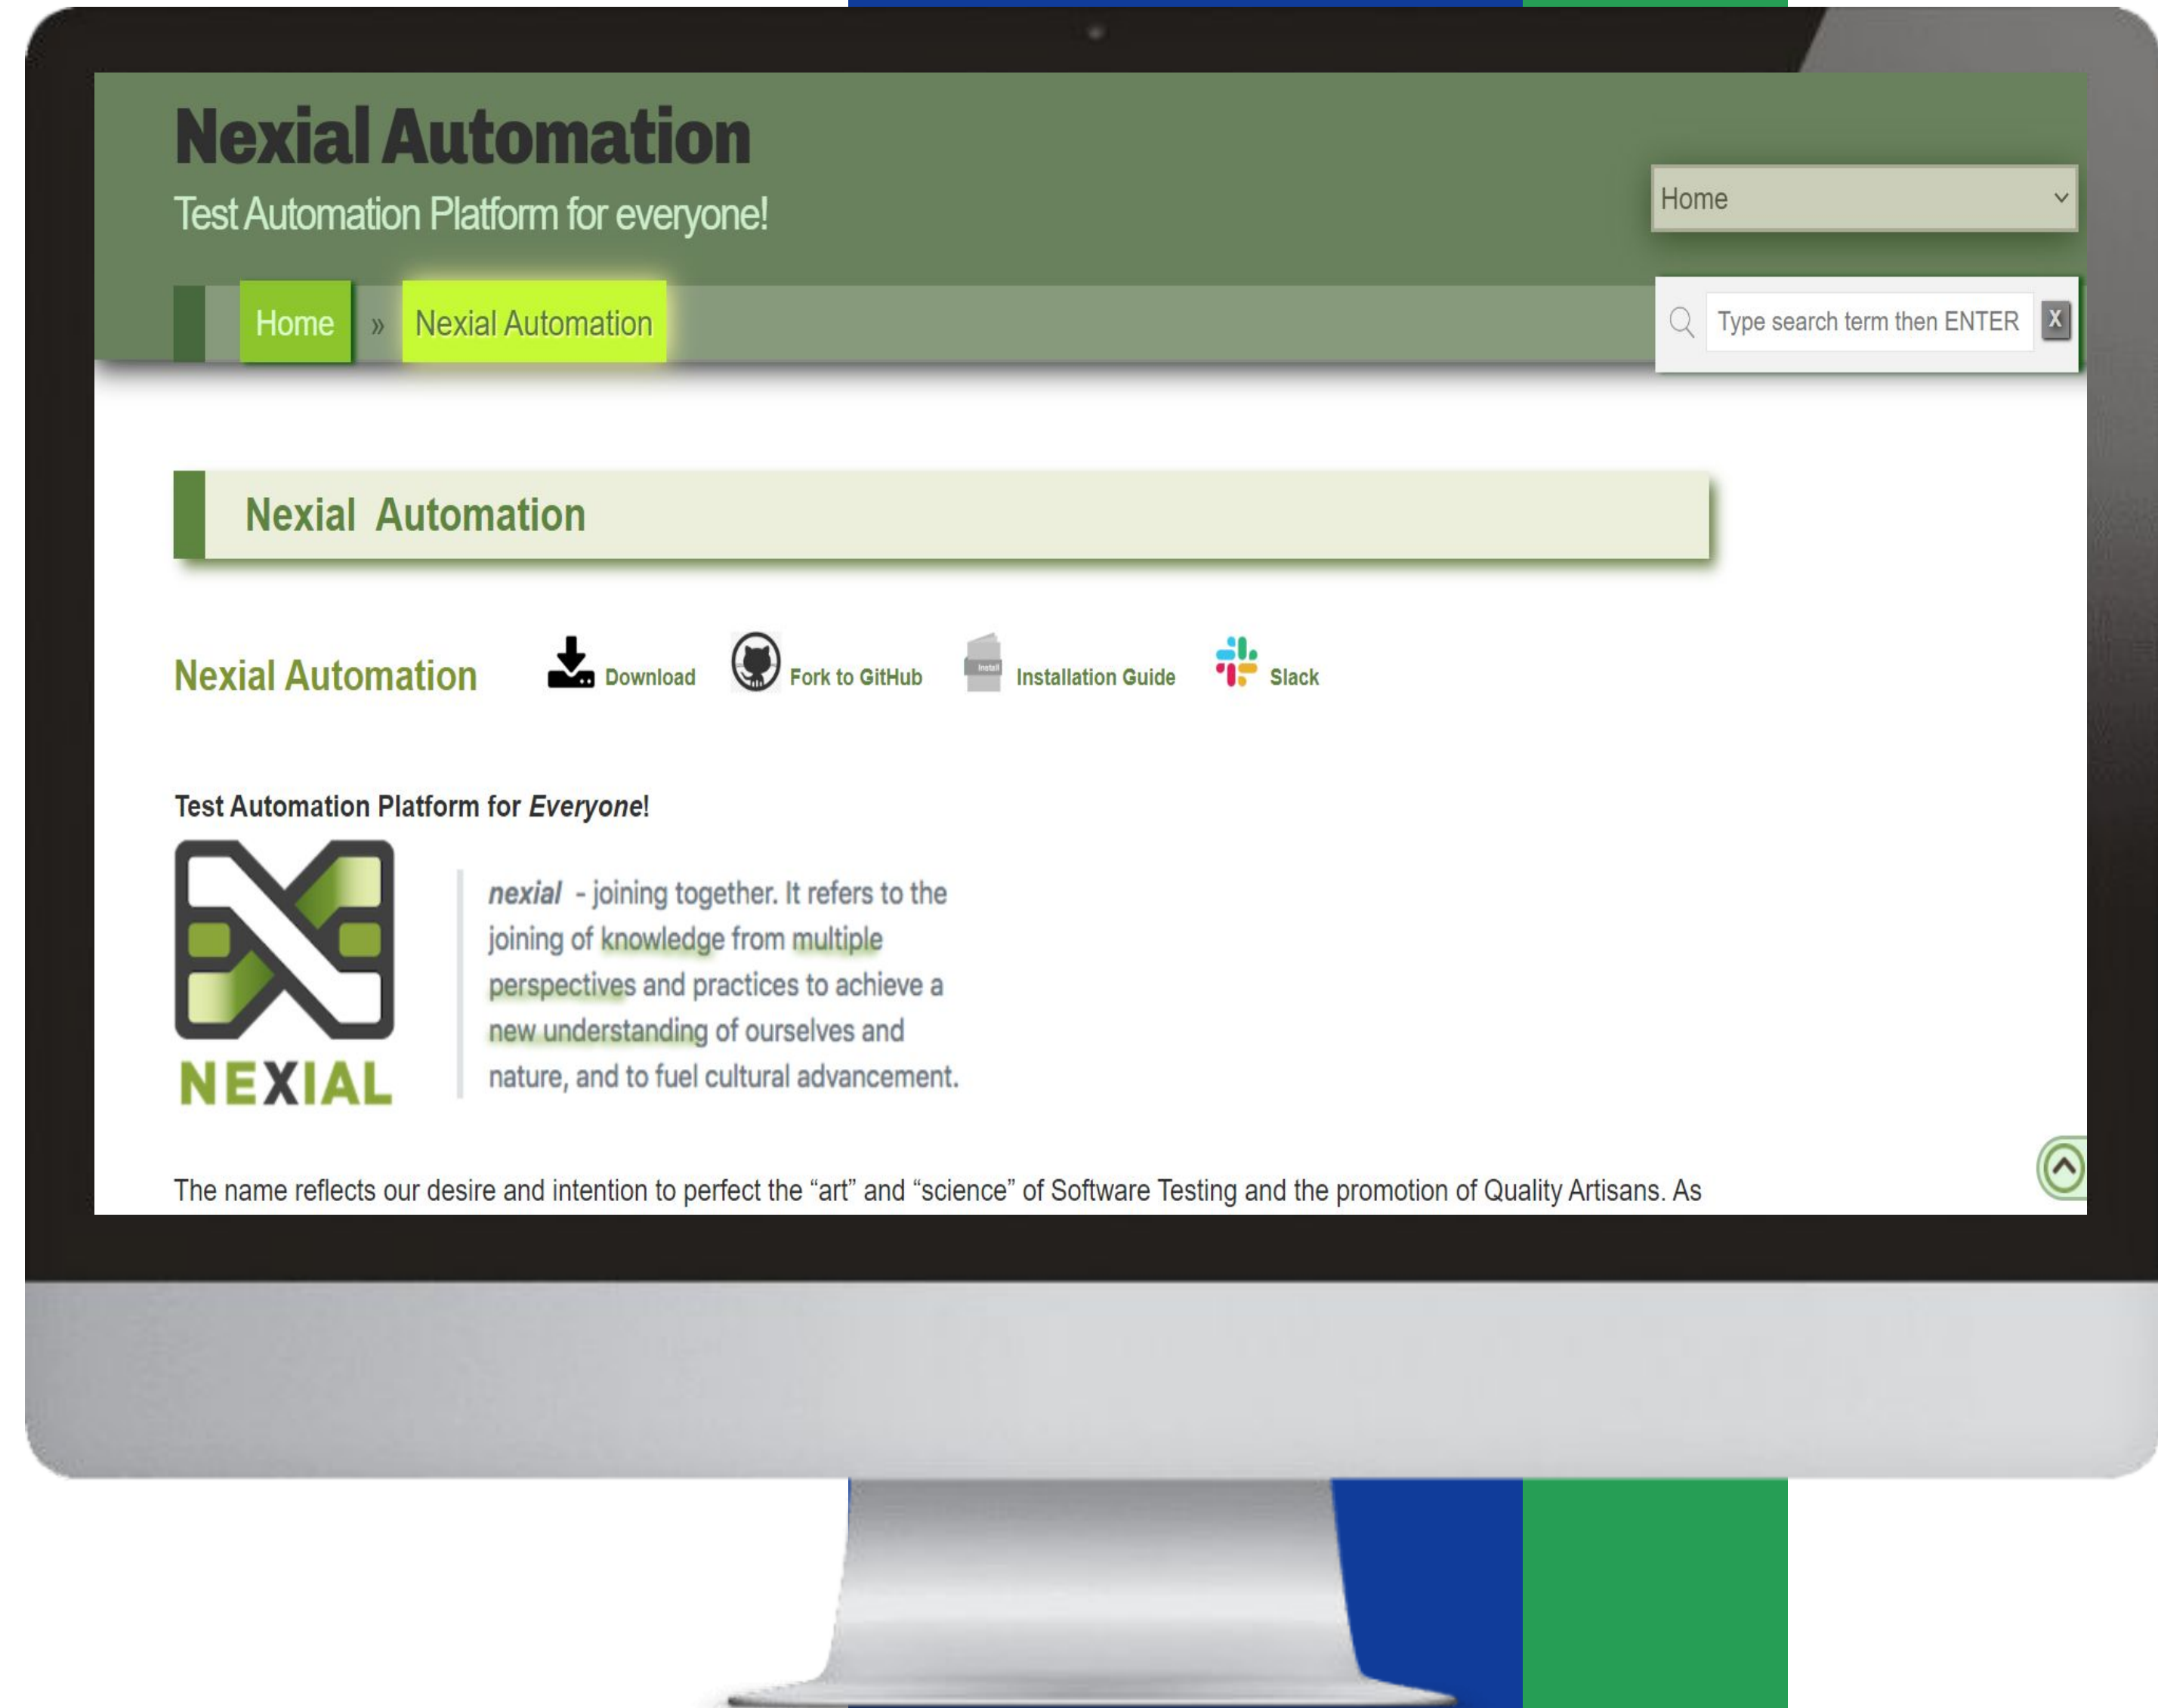 Nexial Automation
Test Automation Platform for everyone!
Home
Home » Nexial Automation
Type search term then ENTER X
Nexial Automation
Nexial Automation Download Fork to GitHub Install Installation Guide Slack
Test Automation Platform for Everyone!
nexial - joining together. It refers to the
joining of knowledge from multiple
perspectives and practices to achieve a
new understanding of ourselves and
nature, and to fuel cultural advancement.
NEXIAL
The name reflects our desire and intention to perfect the “art” and “science” of Software Testing and the promotion of Quality Artisans. As